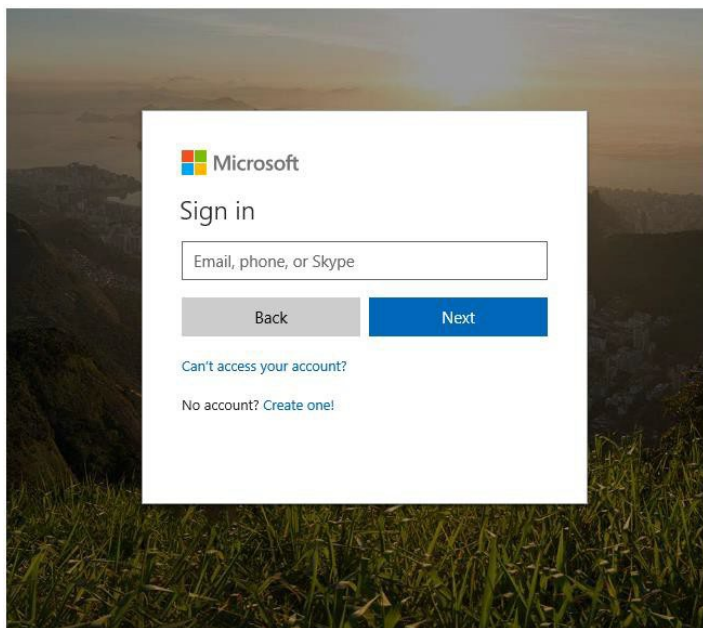 Microsoft
Sign in
Email, phone, or Skype
Back Next
Can't access your account?
No account? Create one!